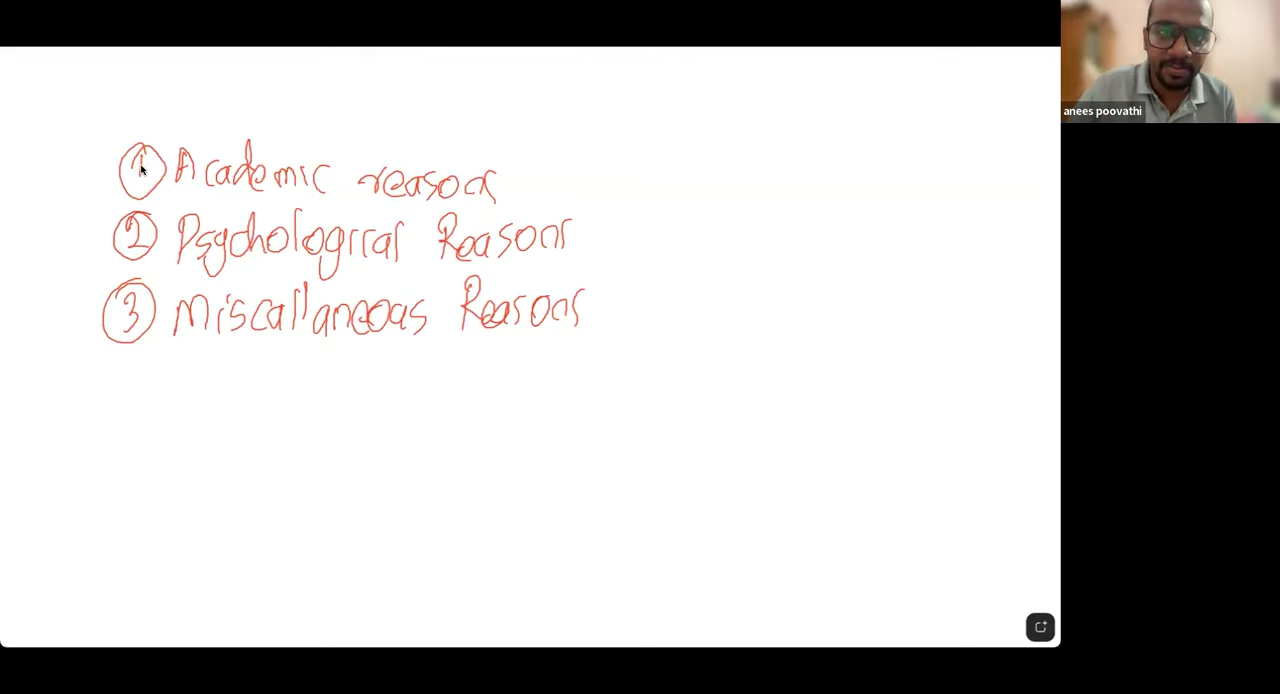 anees poovathi
① Academic reason
② Psychological Reasons
③ Miscallaneous Reasons